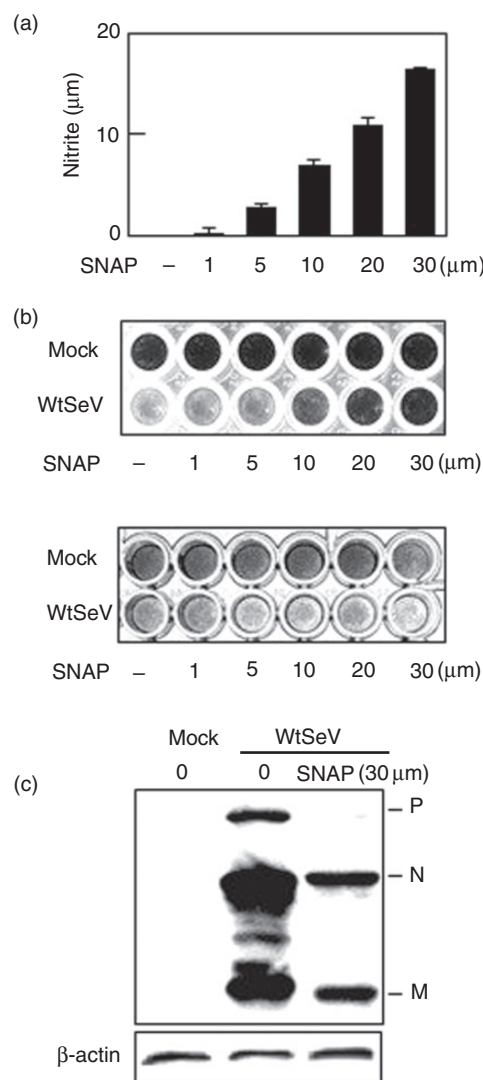 (a)
20
10
0
Nitrite (μm)
SNAP – 1 5 10 20 30 (μm)
(b)
Mock
WtSeV
SNAP – 1 5 10 20 30 (μm)
Mock
WtSeV
SNAP – 1 5 10 20 30 (μm)
(c)
Mock WtSeV
0 0 SNAP (30 μm)
P
N
M
β-actin